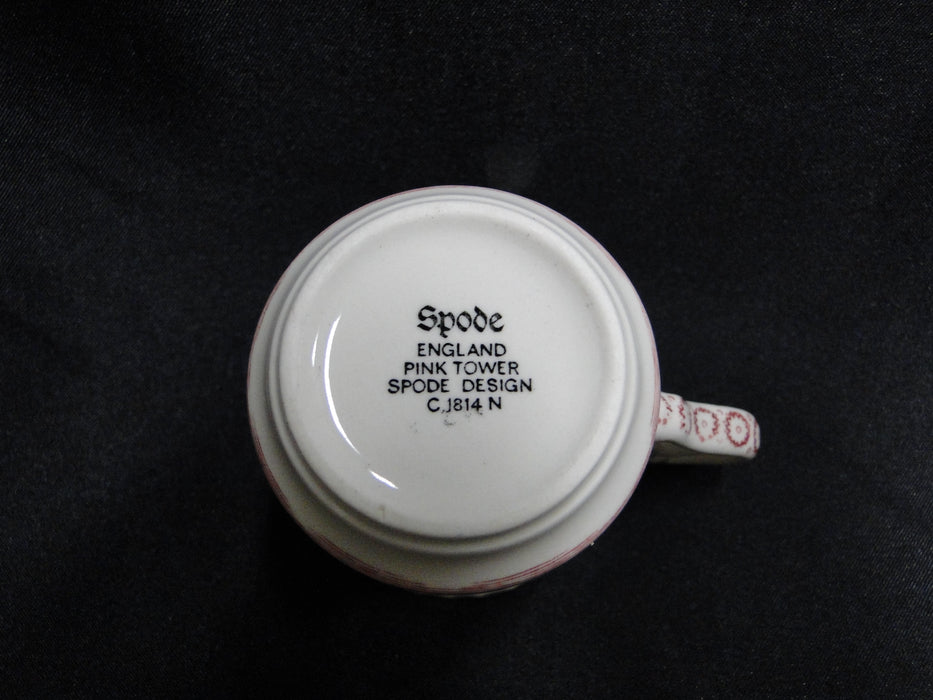 Spode
ENGLAND
PINK TOWER
SPODE DESIGN
C.1814 N